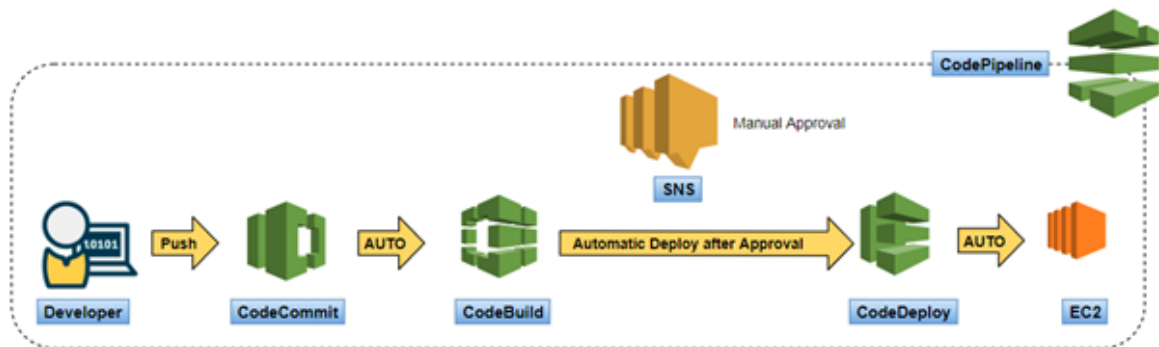 CodePipeline
Manual Approval
SNS
10101
Push
AUTO
Automatic Deploy after Approval
AUTO
Developer
CodeCommit
CodeBuild
CodeDeploy
EC2